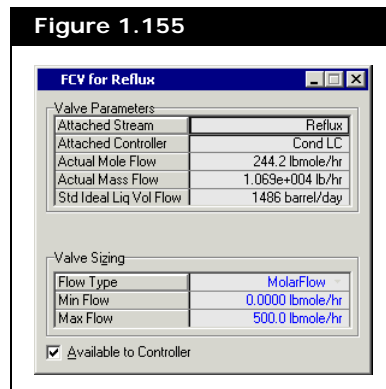 Figure 1.155
FCV for Reflux
Valve Parameters
Attached Stream Reflux
Attached Controller Cond LC
Actual Mole Flow 244.2 lbmole/hr
Actual Mass Flow 1.069e+004 lb/hr
Std Ideal Liq Vol Flow 1486 barrel/day
Valve Sizing
Flow Type MolarFlow
Min Flow 0.0000 lbmole/hr
Max Flow 500.0 lbmole/hr
Available to Controller